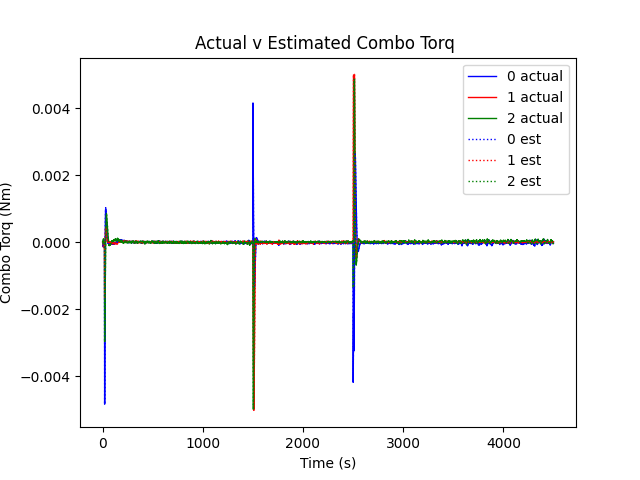 Actual v Estimated Combo Torq
0 actual
1 actual
2 actual
0 est
1 est
2 est
Combo Torq (Nm)
0.004
0.002
0.000
−0.002
−0.004
0 1000 2000 3000 4000
Time (s)